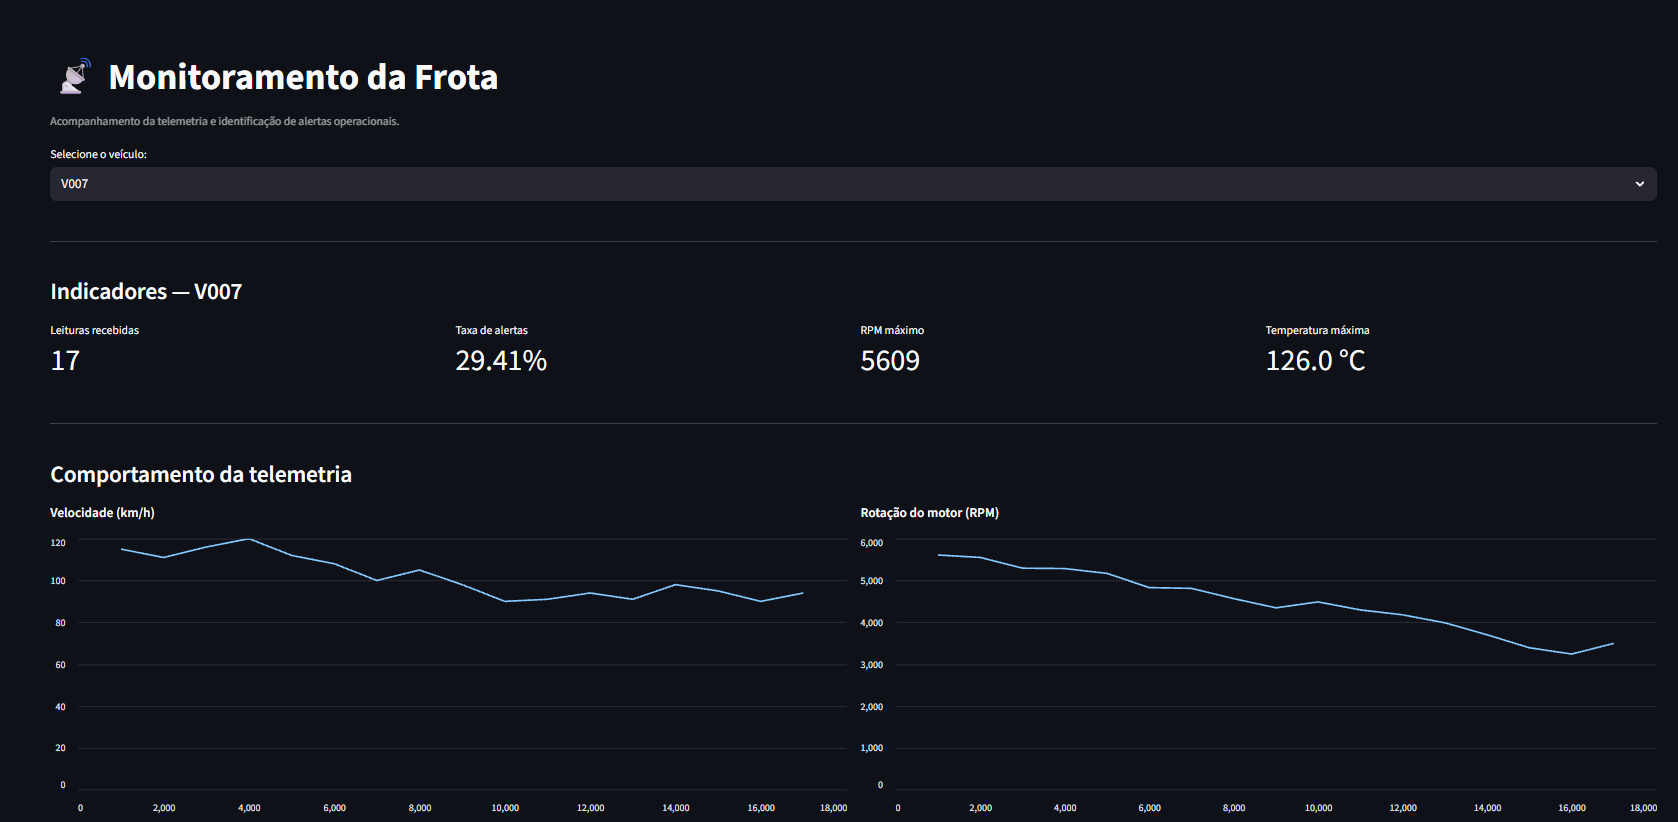 Monitoramento da Frota
Acompanhamento da telemetria e identificação de alertas operacionais.
Selecione o veículo:
V007
Indicadores — V007
Leituras recebidas
17
Taxa de alertas
29.41%
RPM máximo
5609
Temperatura máxima
126.0 °C
Comportamento da telemetria
Velocidade (km/h)
120
100
80
60
40
20
0
0 2,000 4,000 6,000 8,000 10,000 12,000 14,000 16,000 18,000
Rotação do motor (RPM)
6,000
5,000
4,000
3,000
2,000
1,000
0
0 2,000 4,000 6,000 8,000 10,000 12,000 14,000 16,000 18,000